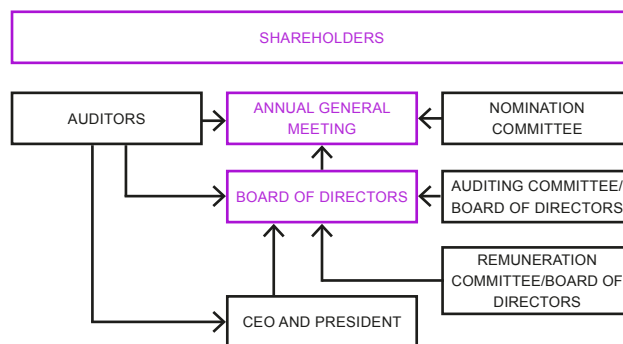 SHAREHOLDERS
AUDITORS
ANNUAL GENERAL
MEETING
NOMINATION
COMMITTEE
BOARD OF DIRECTORS
AUDITING COMMITTEE/
BOARD OF DIRECTORS
REMUNERATION
COMMITTEE/BOARD OF
DIRECTORS
CEO AND PRESIDENT